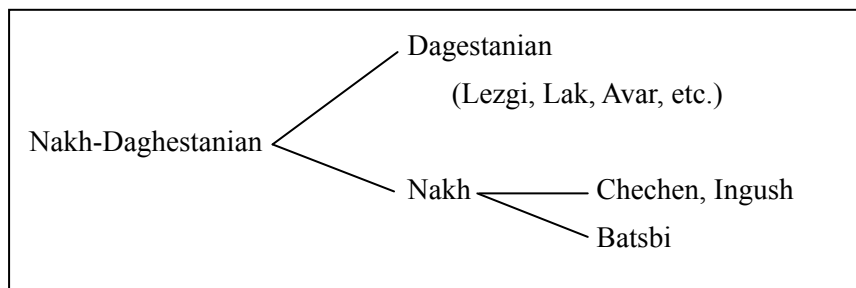 Dagestanian
(Lezgi, Lak, Avar, etc.)
Nakh-Daghestanian
Nakh
Chechen, Ingush
Batsbi